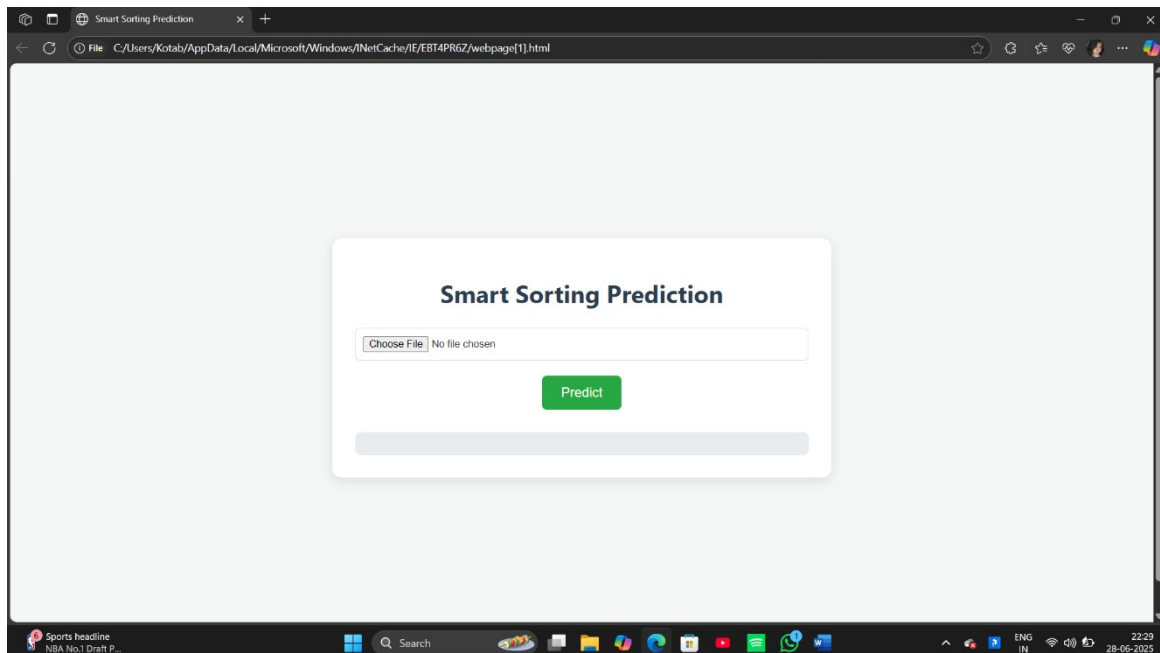 Smart Sorting Prediction
File C:/Users/Kotab/AppData/Local/Microsoft/Windows/INetCache/IE/EBT4PR6Z/webpage[1].html
Smart Sorting Prediction
Choose File No file chosen
Predict
6
Sports headline
NBA No.1 Draft P...
Search
1
ENG
IN
22:29
28-06-2025